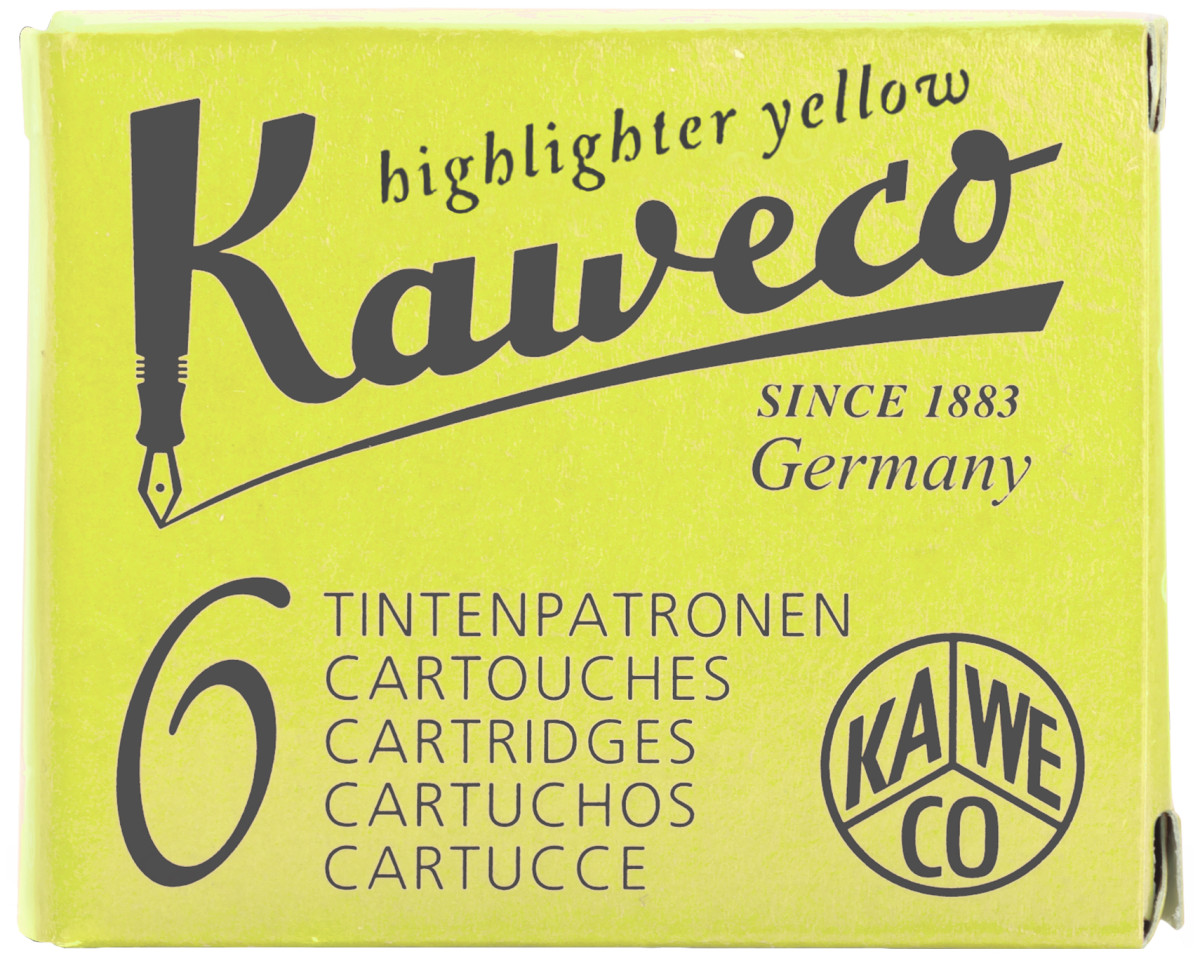 highlighter yellow
Kaweco
SINCE 1883
Germany
6
TINTENPATRONEN
CARTOUCHES
CARTRIDGES
CARTUCHOS
CARTUCCE
KA WE
CO